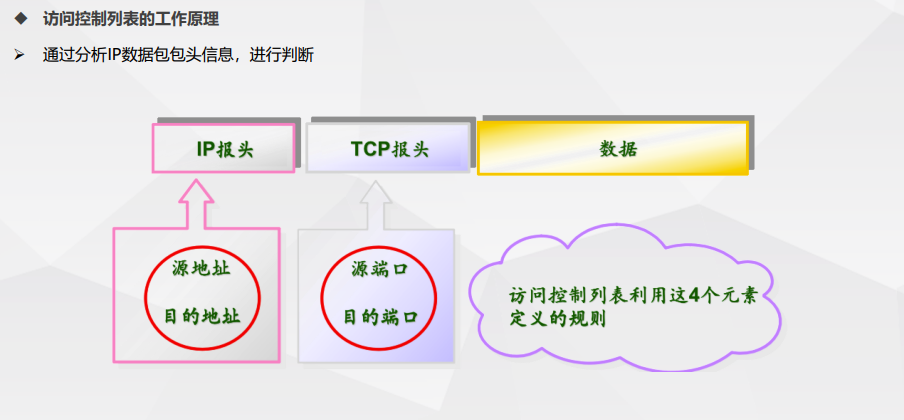 访问控制列表的工作原理
通过分析IP数据包包头信息，进行判断
IP报头
TCP报头
数据
源地址
目的地址
源端口
目的端口
访问控制列表利用这4个元素
定义的规则